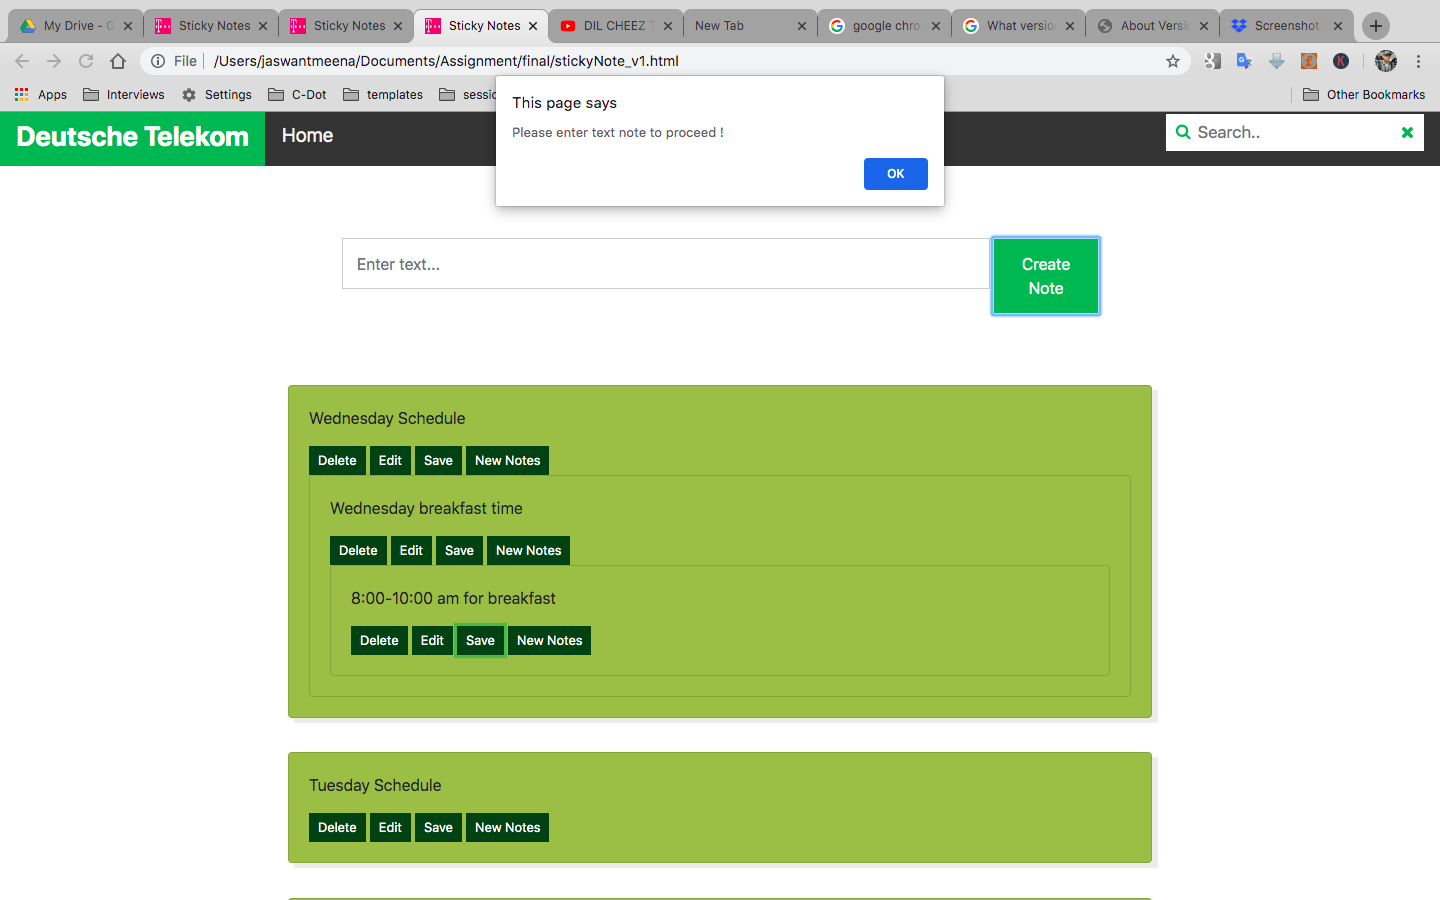 My Drive - G
Sticky Notes
Sticky Notes
Sticky Notes
DIL CHEEZ T
New Tab
google chro
What versio
About Versio
Screenshot
File
/Users/jaswantmeena/Documents/Assignment/final/stickyNote_v1.html
K
Apps
Interviews
Settings
C-Dot
templates
sessio
Other Bookmarks
This page says
Please enter text note to proceed !
OK
Deutsche Telekom
Home
Search..
Enter text...
Create
Note
Wednesday Schedule
Delete Edit Save New Notes
Wednesday breakfast time
Delete Edit Save New Notes
8:00-10:00 am for breakfast
Delete Edit Save New Notes
Tuesday Schedule
Delete Edit Save New Notes